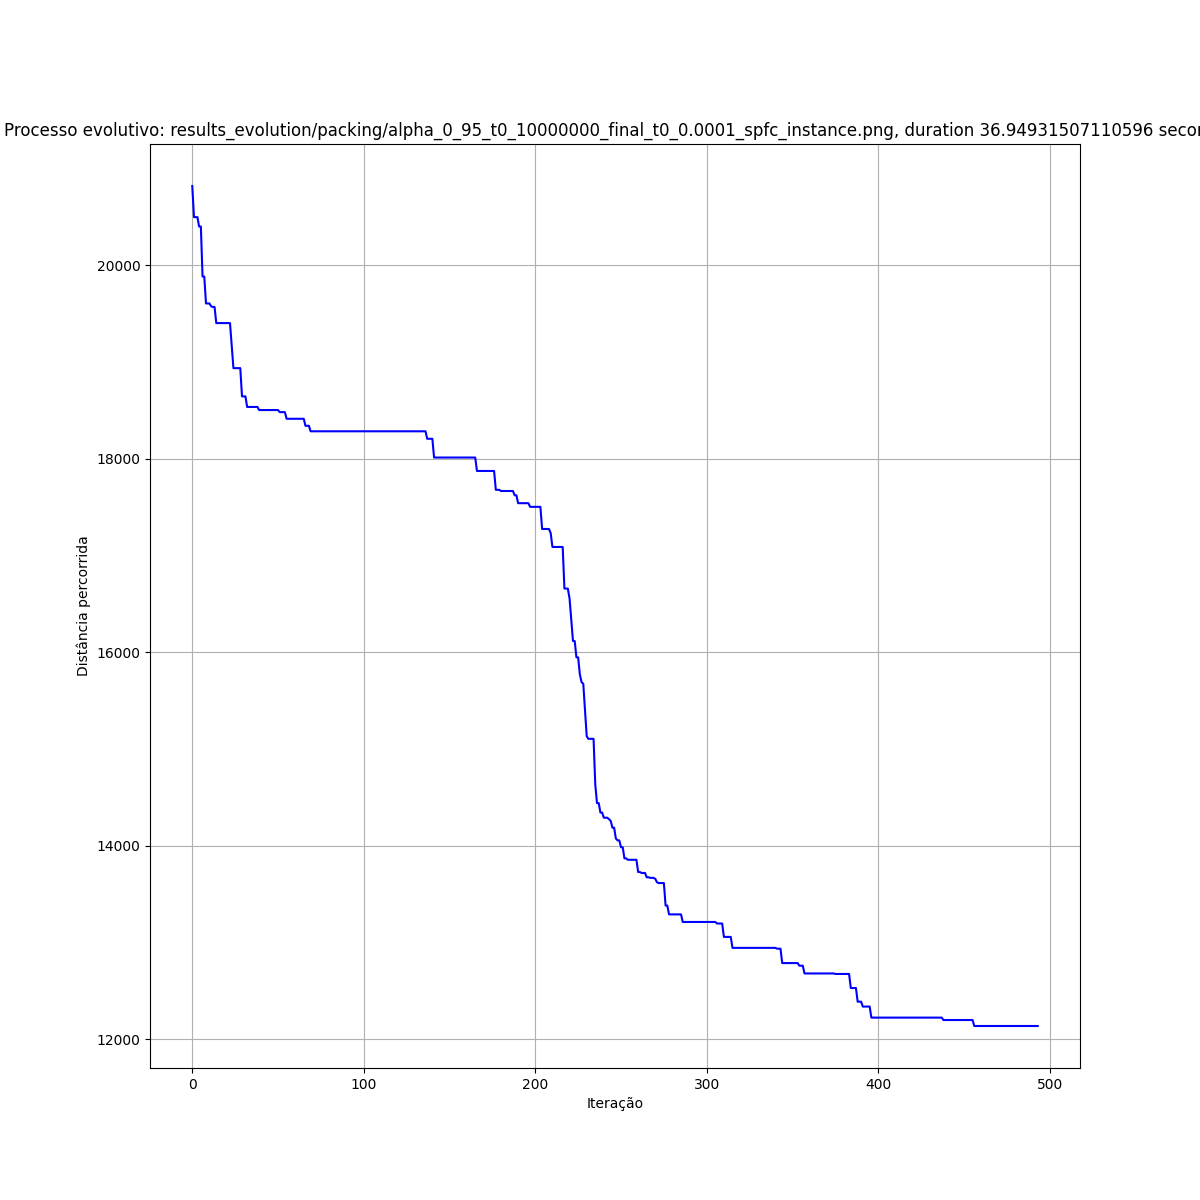 Processo evolutivo: results_evolution/packing/alpha_0_95_t0_10000000_final_t0_0.0001_spfc_instance.png, duration 36.94931507110596 secon
20000
18000
16000
14000
12000
Distância percorrida
0 100 200 300 400 500
Iteração